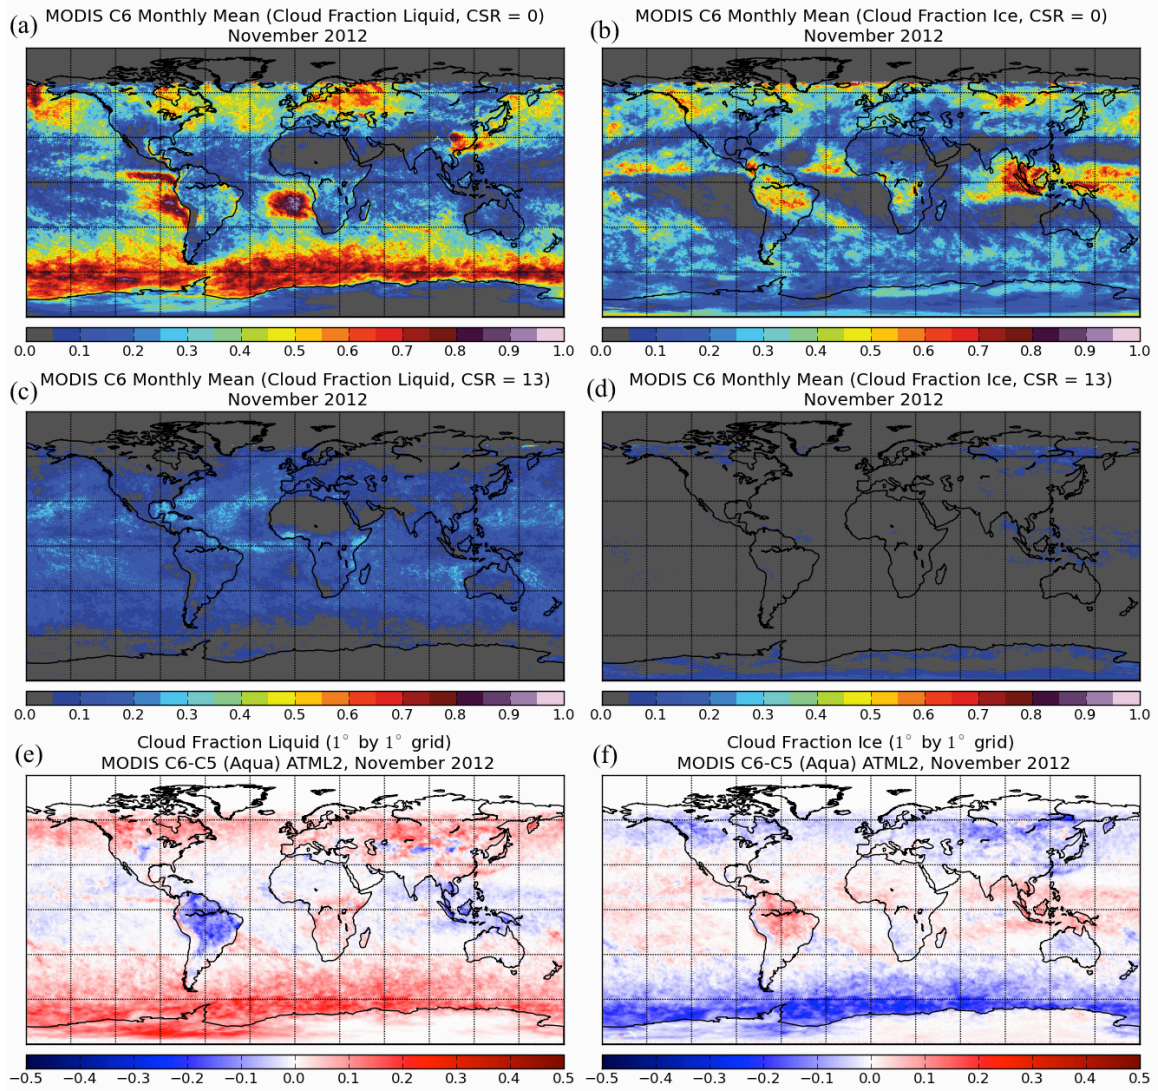 (a) MODIS C6 Monthly Mean (Cloud Fraction Liquid, CSR = 0)
November 2012
(b) MODIS C6 Monthly Mean (Cloud Fraction Ice, CSR = 0)
November 2012
0.0 0.1 0.2 0.3 0.4 0.5 0.6 0.7 0.8 0.9 1.0
0.0 0.1 0.2 0.3 0.4 0.5 0.6 0.7 0.8 0.9 1.0
(c) MODIS C6 Monthly Mean (Cloud Fraction Liquid, CSR = 13)
November 2012
(d) MODIS C6 Monthly Mean (Cloud Fraction Ice, CSR = 13)
November 2012
0.0 0.1 0.2 0.3 0.4 0.5 0.6 0.7 0.8 0.9 1.0
0.0 0.1 0.2 0.3 0.4 0.5 0.6 0.7 0.8 0.9 1.0
(e) Cloud Fraction Liquid (1° by 1° grid)
MODIS C6-C5 (Aqua) ATML2, November 2012
(f) Cloud Fraction Ice (1° by 1° grid)
MODIS C6-C5 (Aqua) ATML2, November 2012
−0.5 −0.4 −0.3 −0.2 −0.1 0.0 0.1 0.2 0.3 0.4 0.5
−0.5 −0.4 −0.3 −0.2 −0.1 0.0 0.1 0.2 0.3 0.4 0.5